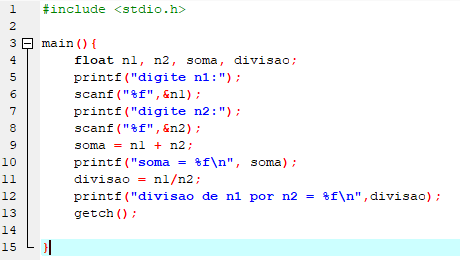 1 #include <stdio.h>
2
3 main(){
4 float n1, n2, soma, divisao;
5 printf("digite n1:");
6 scanf("%f",&n1);
7 printf("digite n2:");
8 scanf("%f",&n2);
9 soma = n1 + n2;
10 printf("soma = %f\n", soma);
11 divisao = n1/n2;
12 printf("divisao de n1 por n2 = %f\n",divisao);
13 getch();
14
15 }